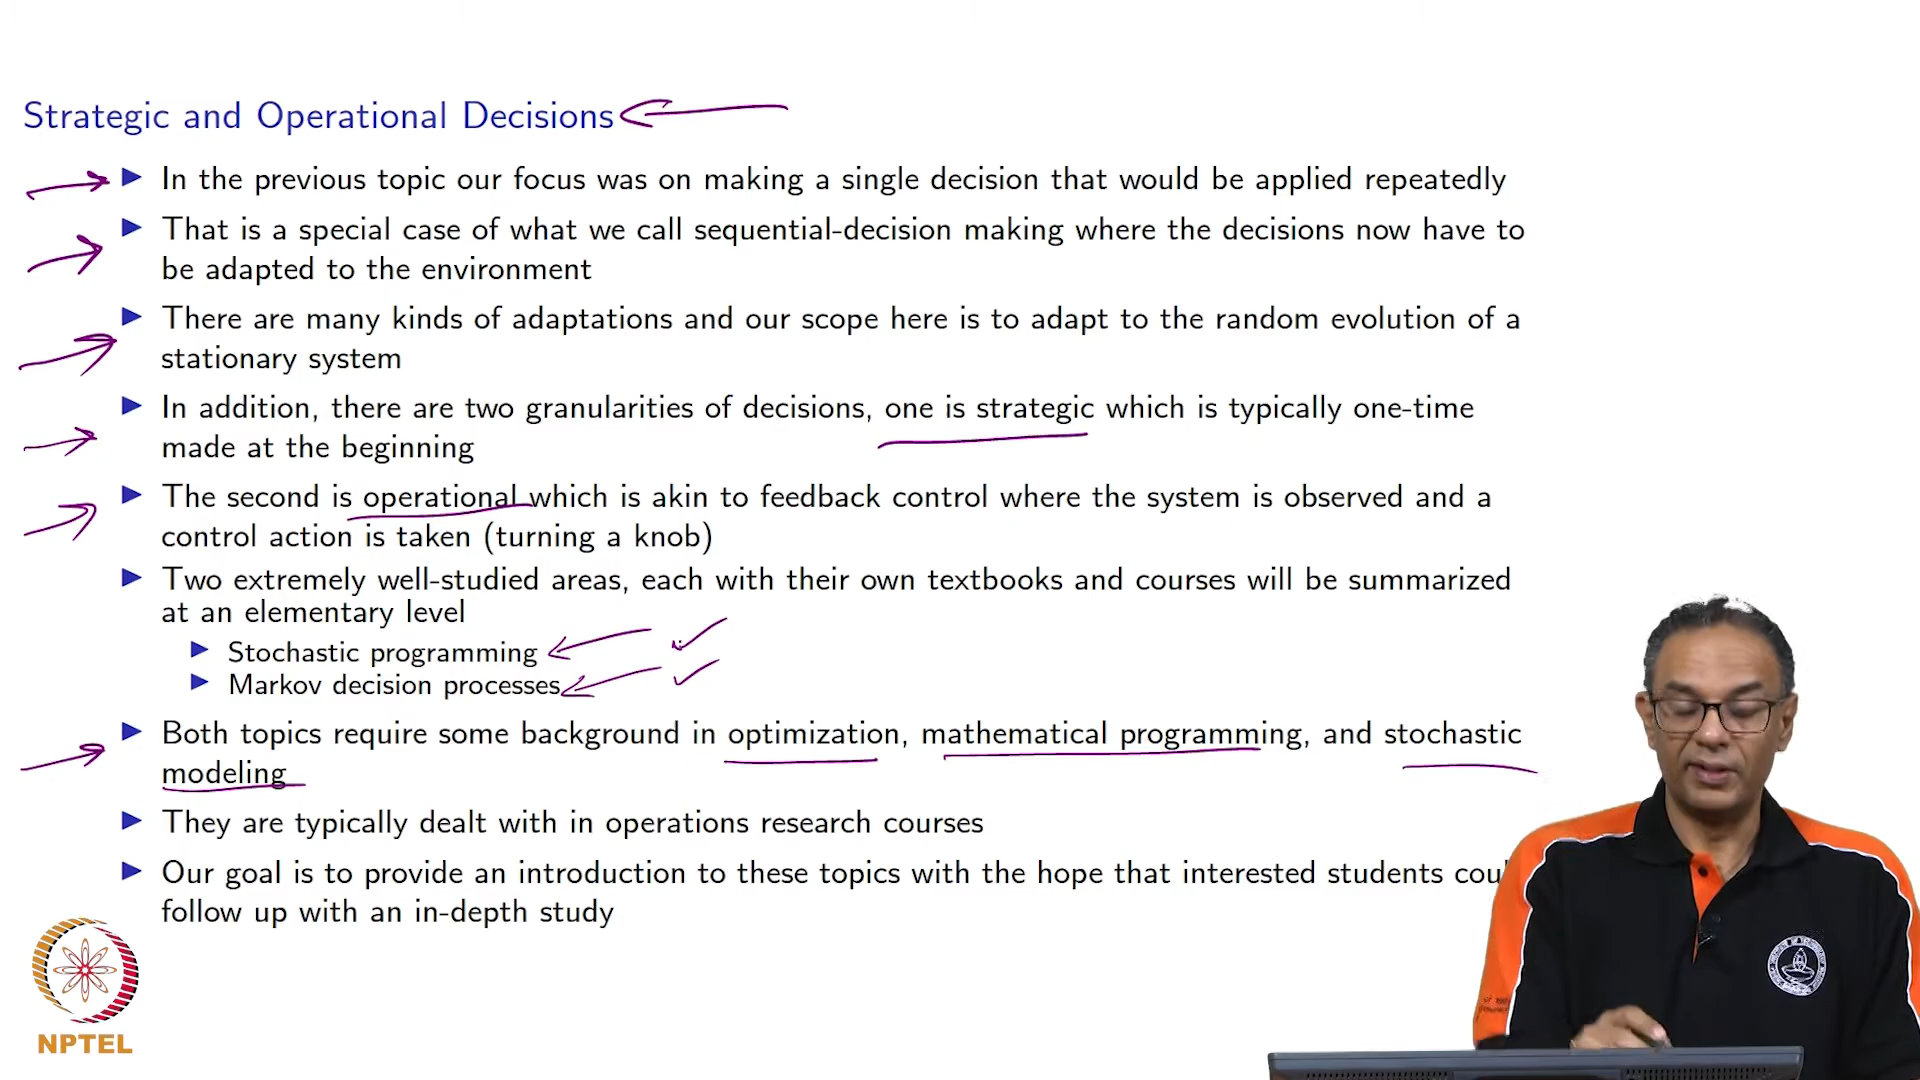 Strategic and Operational Decisions
In the previous topic our focus was on making a single decision that would be applied repeatedly
That is a special case of what we call sequential-decision making where the decisions now have to
be adapted to the environment
There are many kinds of adaptations and our scope here is to adapt to the random evolution of a
stationary system
In addition, there are two granularities of decisions, one is strategic which is typically one-time
made at the beginning
The second is operational which is akin to feedback control where the system is observed and a
control action is taken (turning a knob)
Two extremely well-studied areas, each with their own textbooks and courses will be summarized
at an elementary level
Stochastic programming
Markov decision processes
Both topics require some background in optimization, mathematical programming, and stochastic
modeling
They are typically dealt with in operations research courses
Our goal is to provide an introduction to these topics with the hope that interested students cou
follow up with an in-depth study
NPTEL